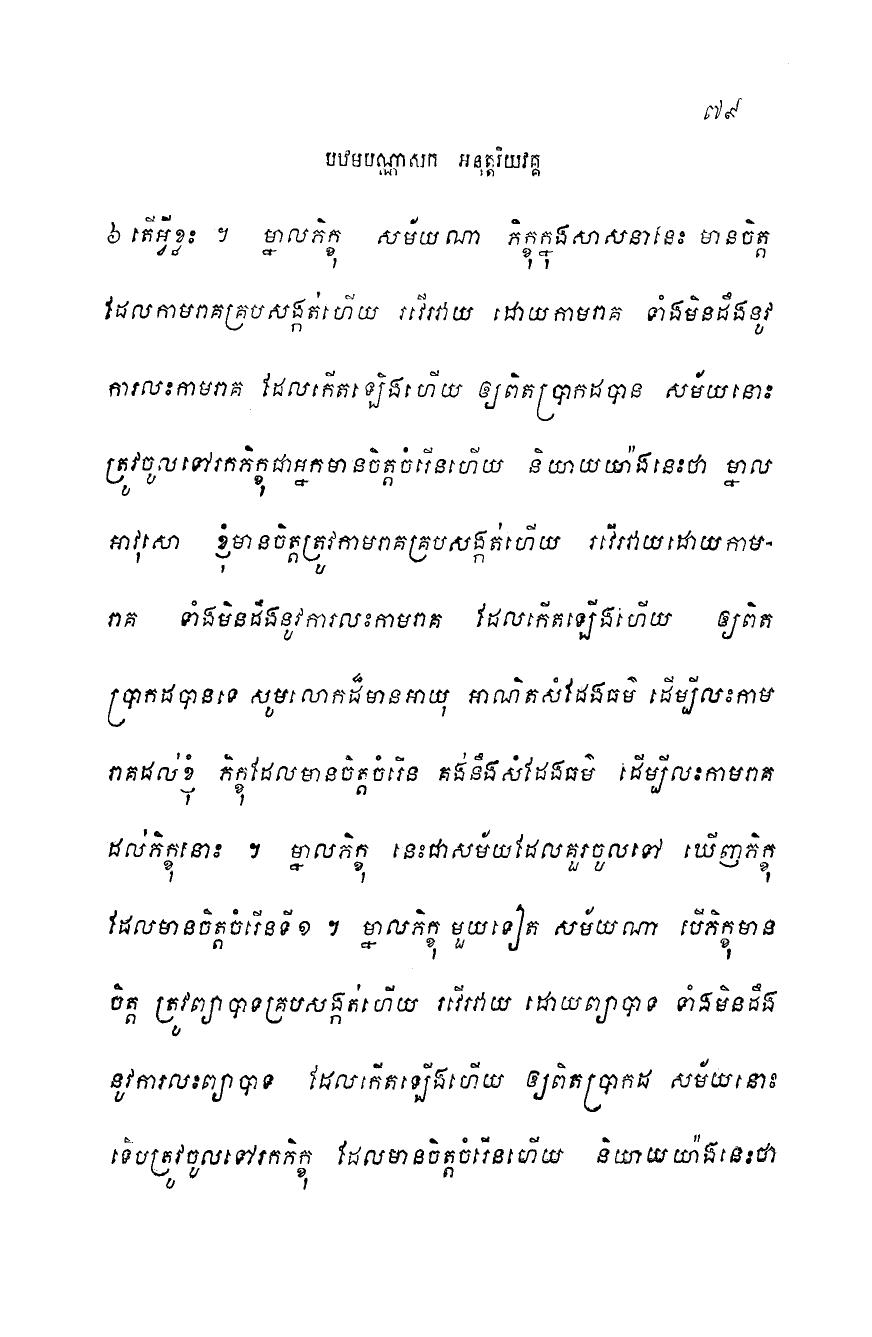 ៧៩
បឋមបណ្ណាសក អនុត្តរិយវគ្គ
៦ តើអ្វីខ្លះ ។ ម្នាលភិក្ខុ សម័យណា ភិក្ខុក្នុងសាសនានេះ មានចិត្ត
ដែលកាមរាគគ្របសង្កត់ហើយ រវើរវាយ ដោយកាមរាគ ទាំងមិនដឹងនូវ
ការលះកាមរាគ ដែលកើតឡើងហើយ ឲ្យពិតប្រាកដបាន សម័យនោះ
ត្រូវចូលទៅរកភិក្ខុជាអ្នកមានចិត្តចំរើនហើយ និយាយយ៉ាងនេះថា ម្នាល
អាវុសោ ខ្ញុំមានចិត្តត្រូវកាមរាគគ្របសង្កត់ហើយ រវើរវាយដោយកាម-
រាគ ទាំងមិនដឹងនូវការលះកាមរាគ ដែលកើតឡើងហើយ ឲ្យពិត
ប្រាកដបានទេ សូមលោកដ៏មានអាយុ អាណិតសំដែងធម៌ ដើម្បីលះកាម
រាគដល់ខ្ញុំ ភិក្ខុដែលមានចិត្តចំរើន តង់នឹងសំដែងធម៌ ដើម្បីលះកាមរាគ
ដល់ភិក្ខុនោះ ។ ម្នាលភិក្ខុ នេះជាសម័យដែលគួរចូលទៅ ឃើញភិក្ខុ
ដែលមានចិត្តចំរើនទី១ ។ ម្នាលភិក្ខុ មួយទៀត សម័យណា បើភិក្ខុមាន
ចិត្ត ត្រូវព្យាបាទគ្របសង្កត់ហើយ រវើរវាយ ដោយព្យាបាទ ទាំងមិនដឹង
នូវការលះព្យាបាទ ដែលកើតឡើងហើយ ឲ្យពិតប្រាកដ សម័យនោះ
ទើបត្រូវចូលទៅរកភិក្ខុ ដែលមានចិត្តចំរើនហើយ និយាយយ៉ាងនេះថា